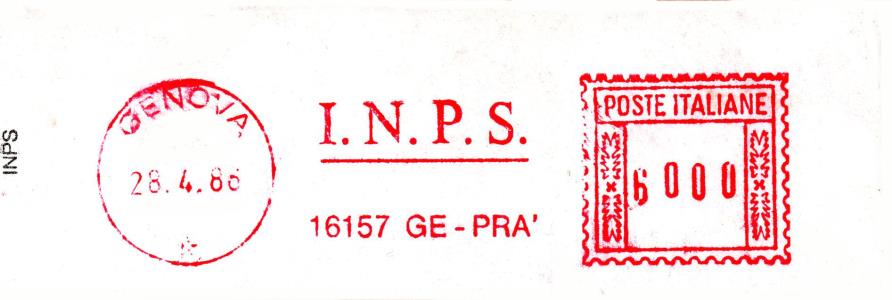 INPS
GENOVA
28.4.86
I.N.P.S.
16157 GE - PRA'
POSTE ITALIANE
6000